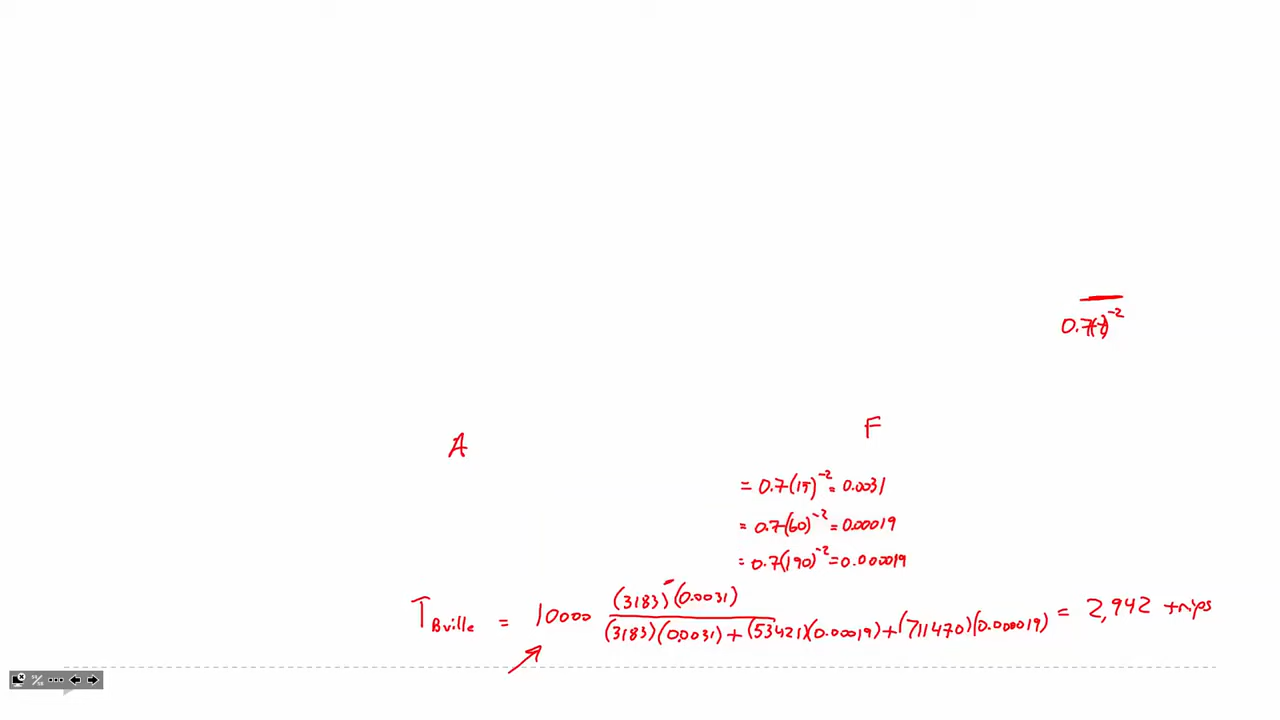 0.7(t)⁻²
F
A
= 0.7(15)⁻² = 0.0031
= 0.7(60)⁻² = 0.00019
= 0.7(190)⁻² = 0.000019
(3183)(0.0031)
T Bville = 10000 = 2,942 trips
(3183)(0.0031) + (53421)(0.00019) + (711470)(0.000019)